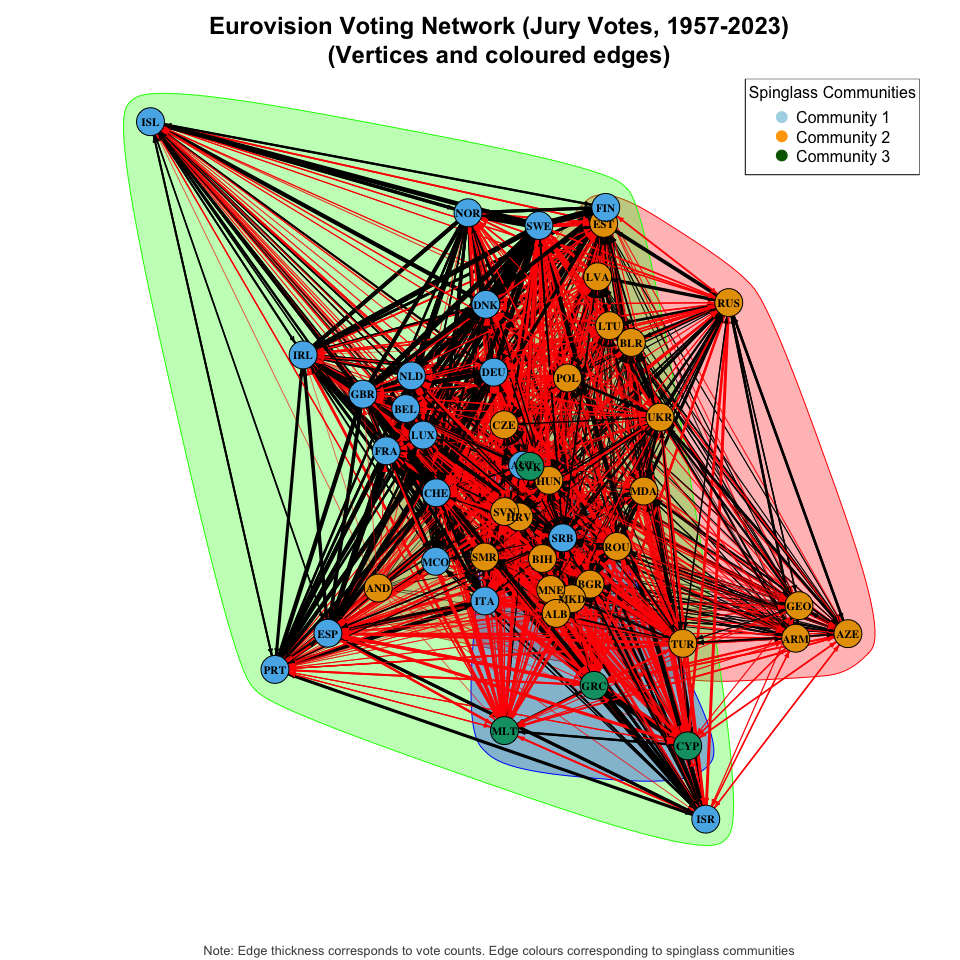 Eurovision Voting Network (Jury Votes, 1957-2023)
(Vertices and coloured edges)
Spinglass Communities
Community 1
Community 2
Community 3
ISL
NOR
SWE
FIN
EST
LVA
RUS
DNK
LTU
BLR
IRL
NLD
DEU
POL
GBR
BEL
UKR
CZE
LUX
FRA
SVK
HUN
CHE
MDA
SVN
HRV
SRB
ROU
MCO
SMR
BIH
AND
MNE
BGR
MKD
ITA
ALB
GEO
ESP
ARM
AZE
TUR
PRT
GRC
MLT
CYP
ISR
Note: Edge thickness corresponds to vote counts. Edge colours corresponding to spinglass communities